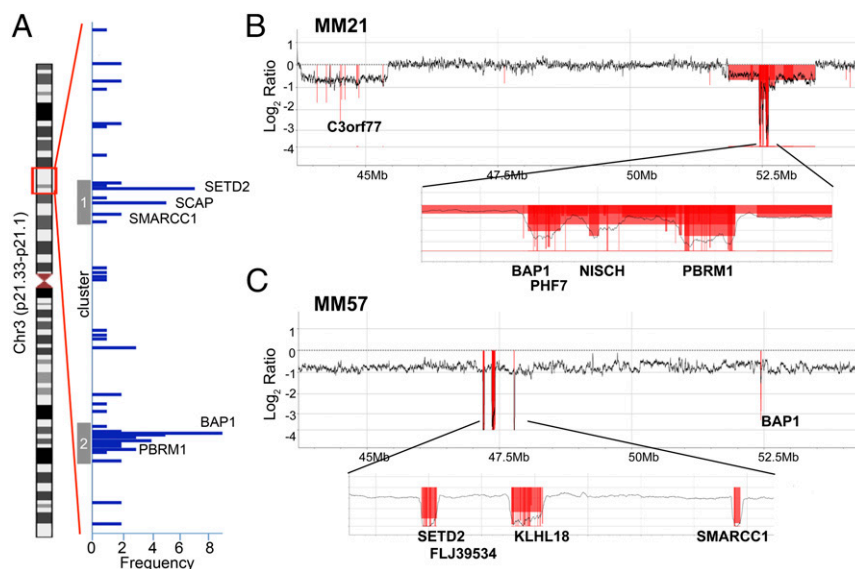 A
Chr3 (p21.33-p21.1)
cluster
1
2
SETD2
SCAP
SMARCC1
BAP1
PBRM1
0 2 4 6 8
Frequency
B
MM21
Log2 Ratio
1
0
-1
-2
-3
-4
C3orf77
45Mb 47.5Mb 50Mb 52.5Mb
BAP1 NISCH PBRM1
PHF7
C
MM57
Log2 Ratio
1
0
-1
-2
-3
-4
BAP1
45Mb 47.5Mb 50Mb 52.5Mb
SETD2 KLHL18 SMARCC1
FLJ39534